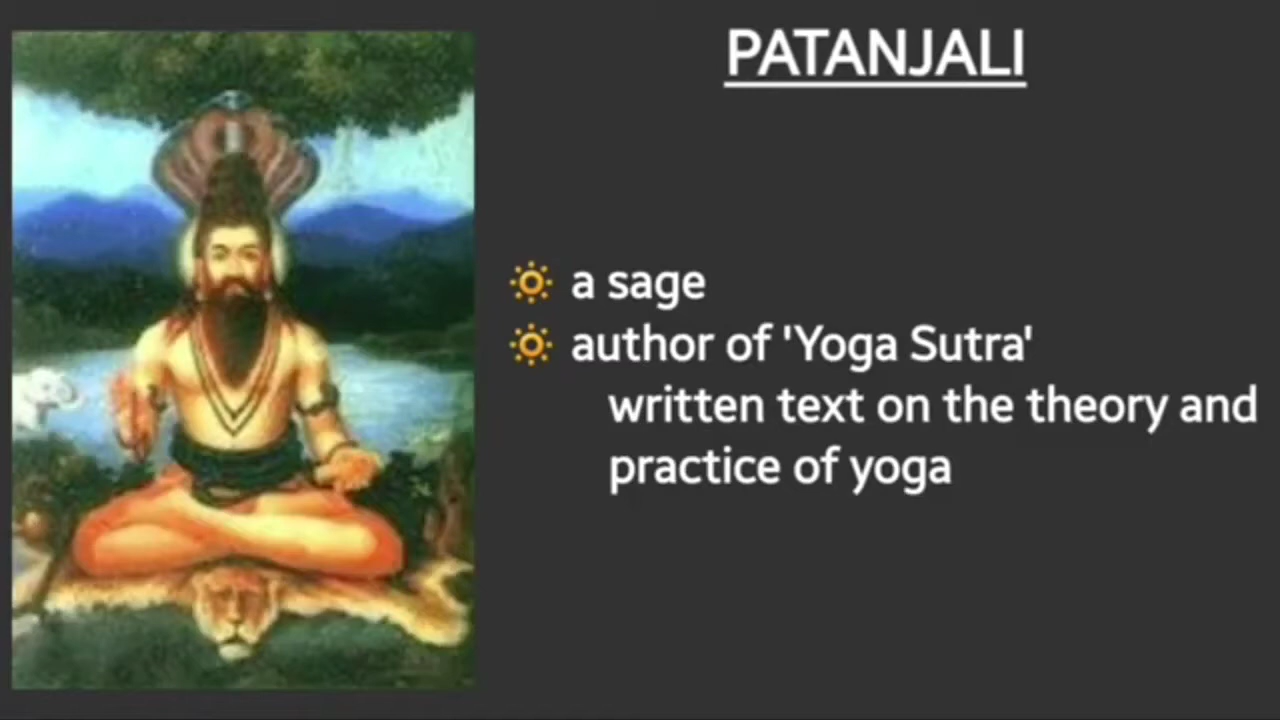 PATANJALI
a sage
author of 'Yoga Sutra'
written text on the theory and
practice of yoga